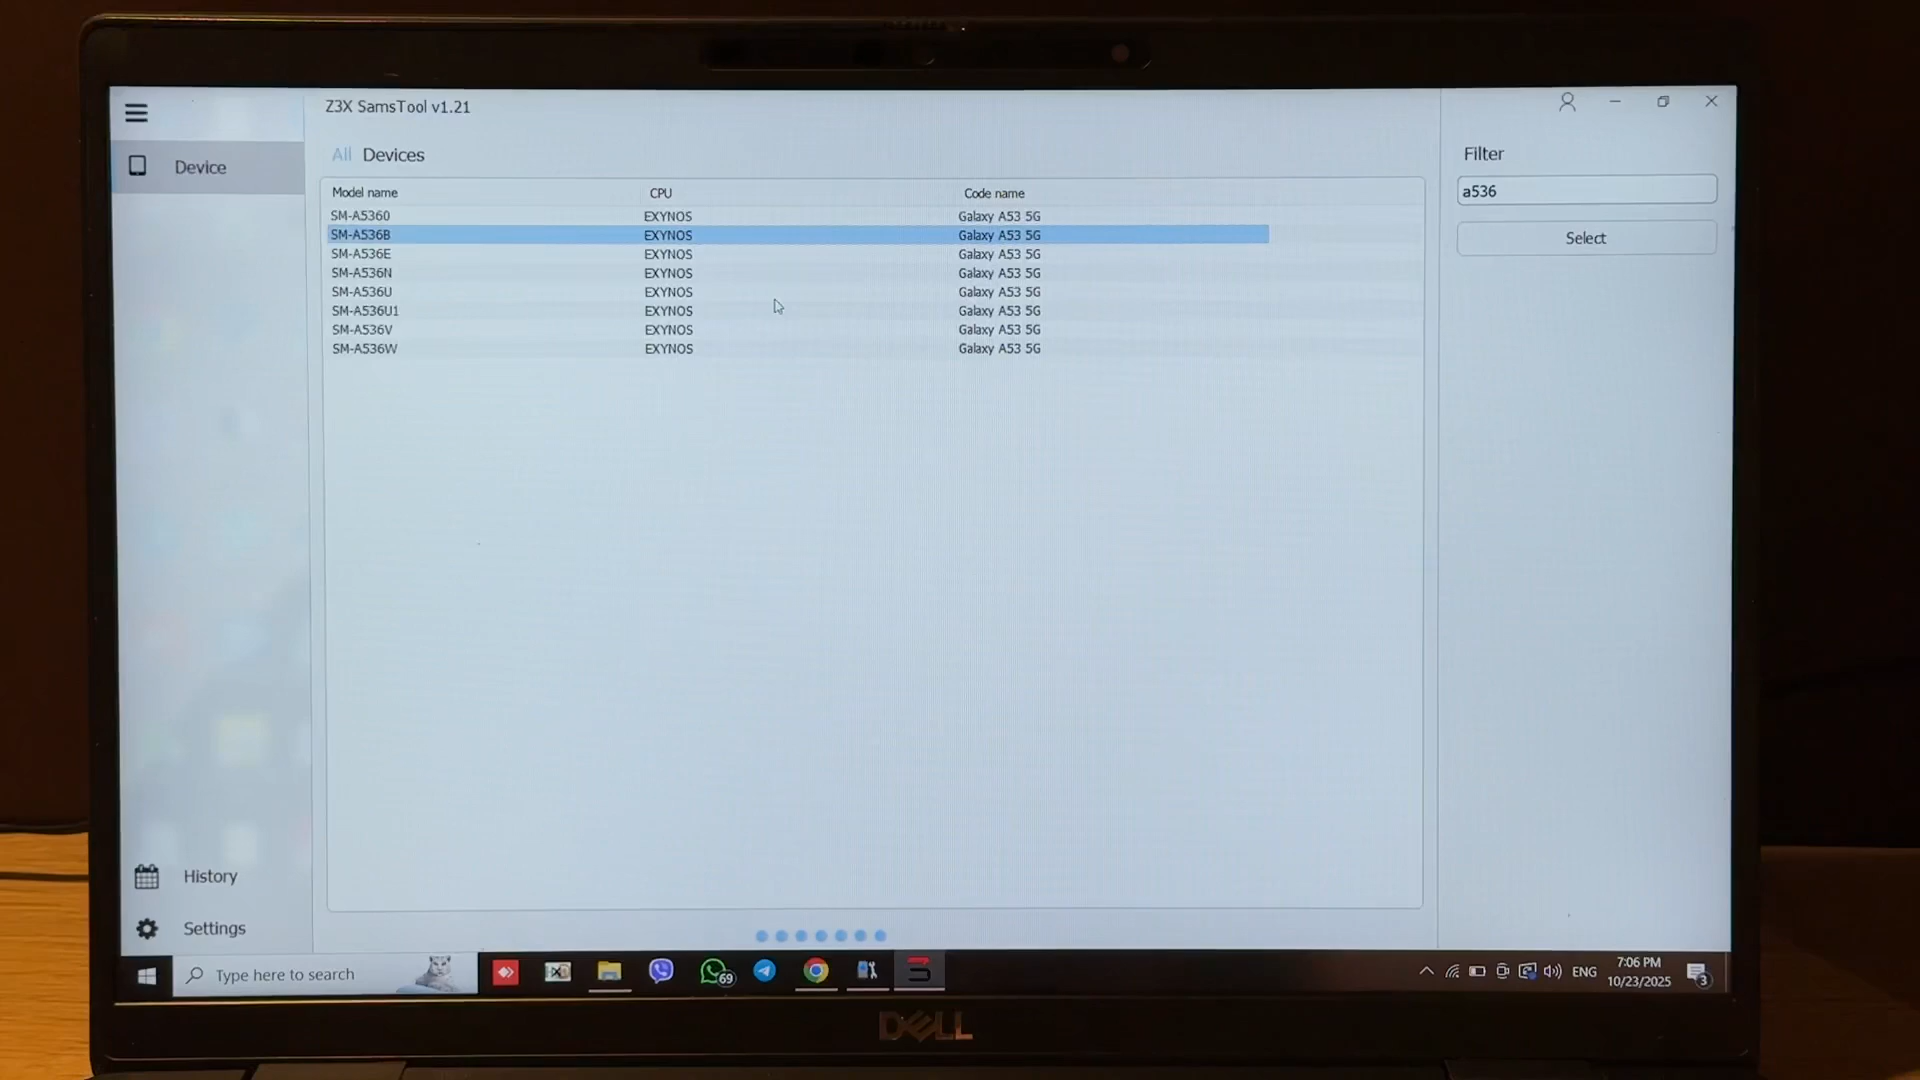 Z3X SamsTool v1.21
Device
All Devices
Filter
a536
Select
Model name CPU Code name
SM-A5360 EXYNOS Galaxy A53 5G
SM-A536B EXYNOS Galaxy A53 5G
SM-A536E EXYNOS Galaxy A53 5G
SM-A536N EXYNOS Galaxy A53 5G
SM-A536U EXYNOS Galaxy A53 5G
SM-A536U1 EXYNOS Galaxy A53 5G
SM-A536V EXYNOS Galaxy A53 5G
SM-A536W EXYNOS Galaxy A53 5G
History
Settings
Type here to search
69
ENG
7:06 PM
10/23/2025
3
DELL